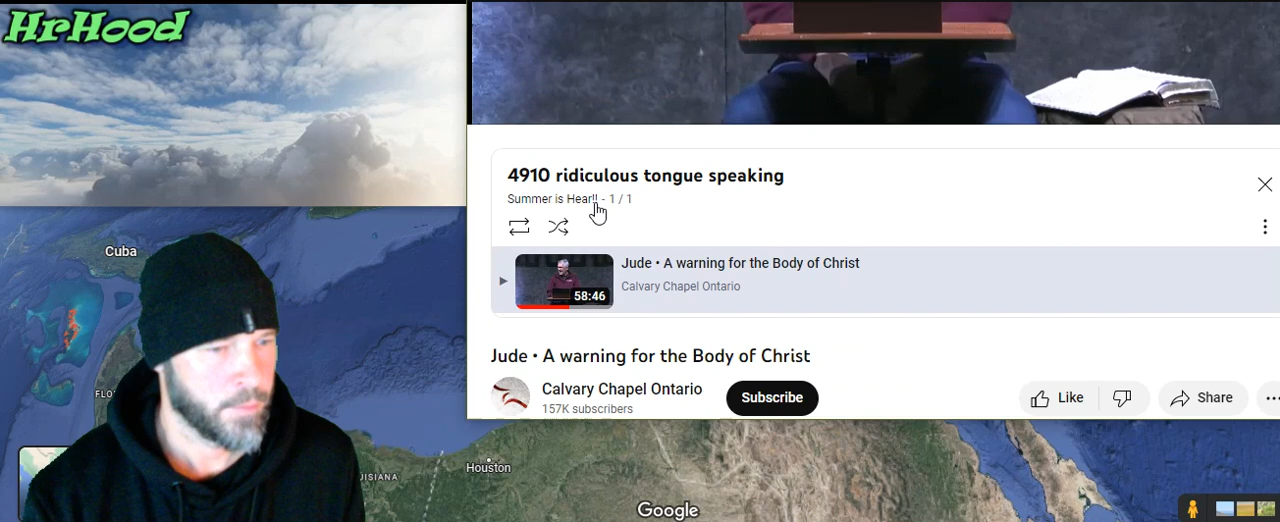 HrHood
4910 ridiculous tongue speaking
Summer is Hear!! - 1 / 1
58:46
Jude • A warning for the Body of Christ
Calvary Chapel Ontario
Jude • A warning for the Body of Christ
Calvary Chapel Ontario
157K subscribers
Subscribe
Like
Share
Cuba
FLO
UISIANA
Houston
Google